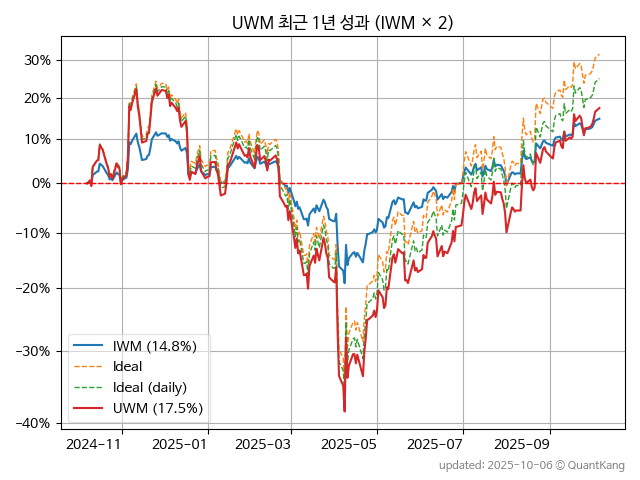 UWM 최근 1년 성과 (IWM × 2)
30%
20%
10%
0%
−10%
−20%
−30%
−40%
IWM (14.8%)
Ideal
Ideal (daily)
UWM (17.5%)
2024-11
2025-01
2025-03
2025-05
2025-07
2025-09
updated: 2025-10-06 © QuantKang